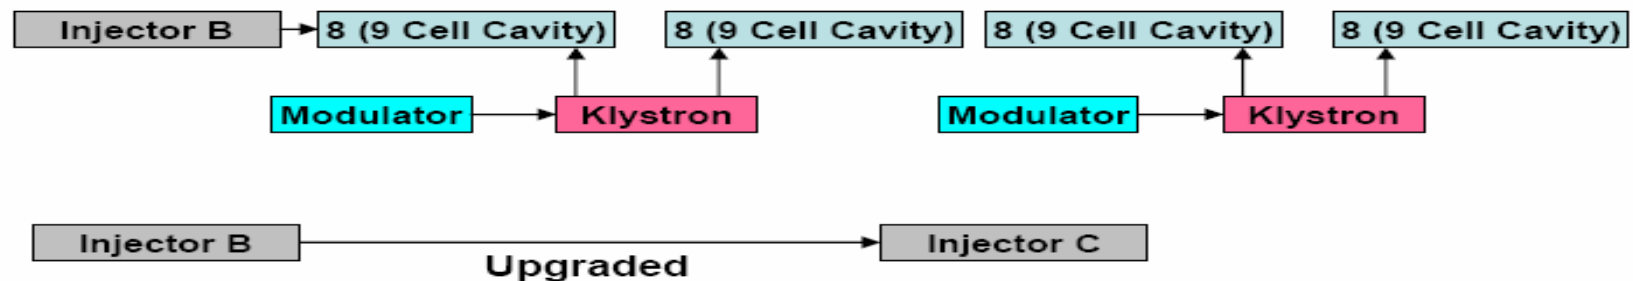 Injector B 8 (9 Cell Cavity) 8 (9 Cell Cavity) 8 (9 Cell Cavity) 8 (9 Cell Cavity)
Modulator Klystron Modulator Klystron
Injector B Injector C
Upgraded